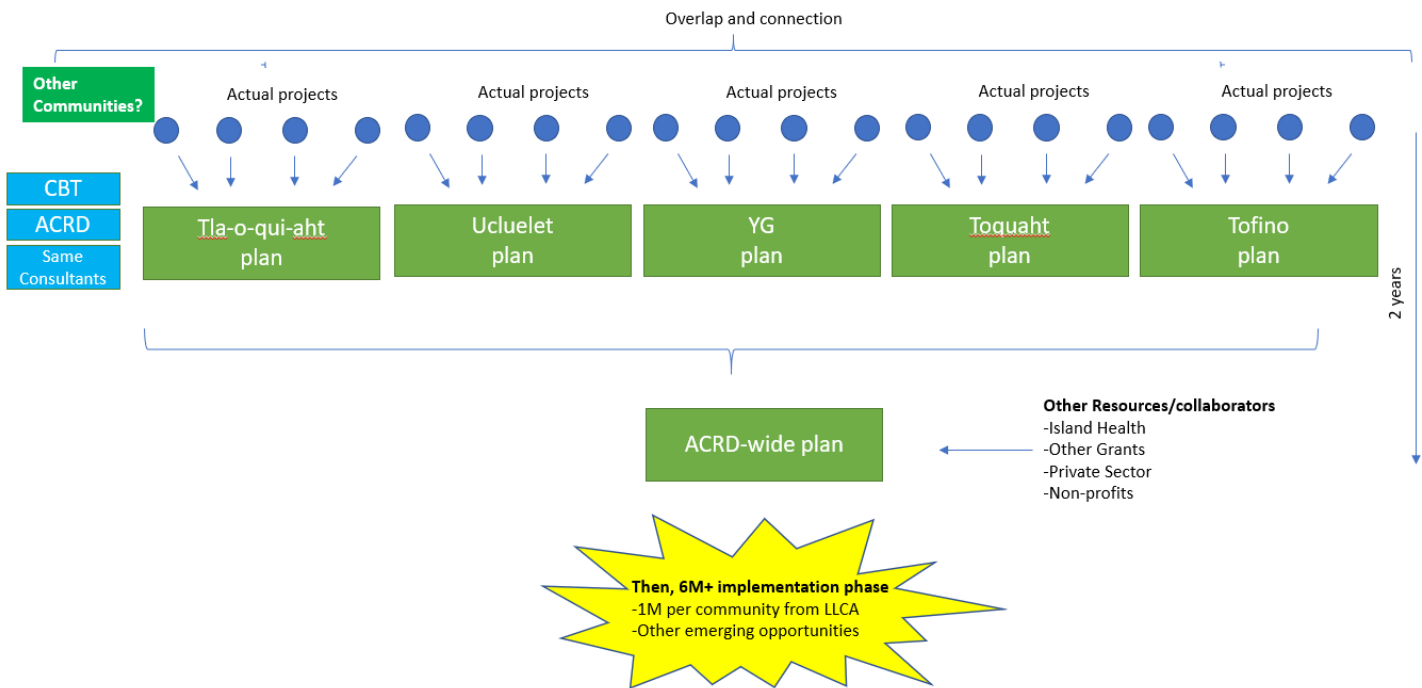 Overlap and connection
Other
Communities?
Actual projects
Actual projects
Actual projects
Actual projects
Actual projects
CBT
ACRD
Same
Consultants
Tla-o-qui-aht
plan
Ucluelet
plan
YG
plan
Toquaht
plan
Tofino
plan
2 years
ACRD-wide plan
Other Resources/collaborators
-Island Health
-Other Grants
-Private Sector
-Non-profits
Then, 6M+ implementation phase
-1M per community from LLCA
-Other emerging opportunities